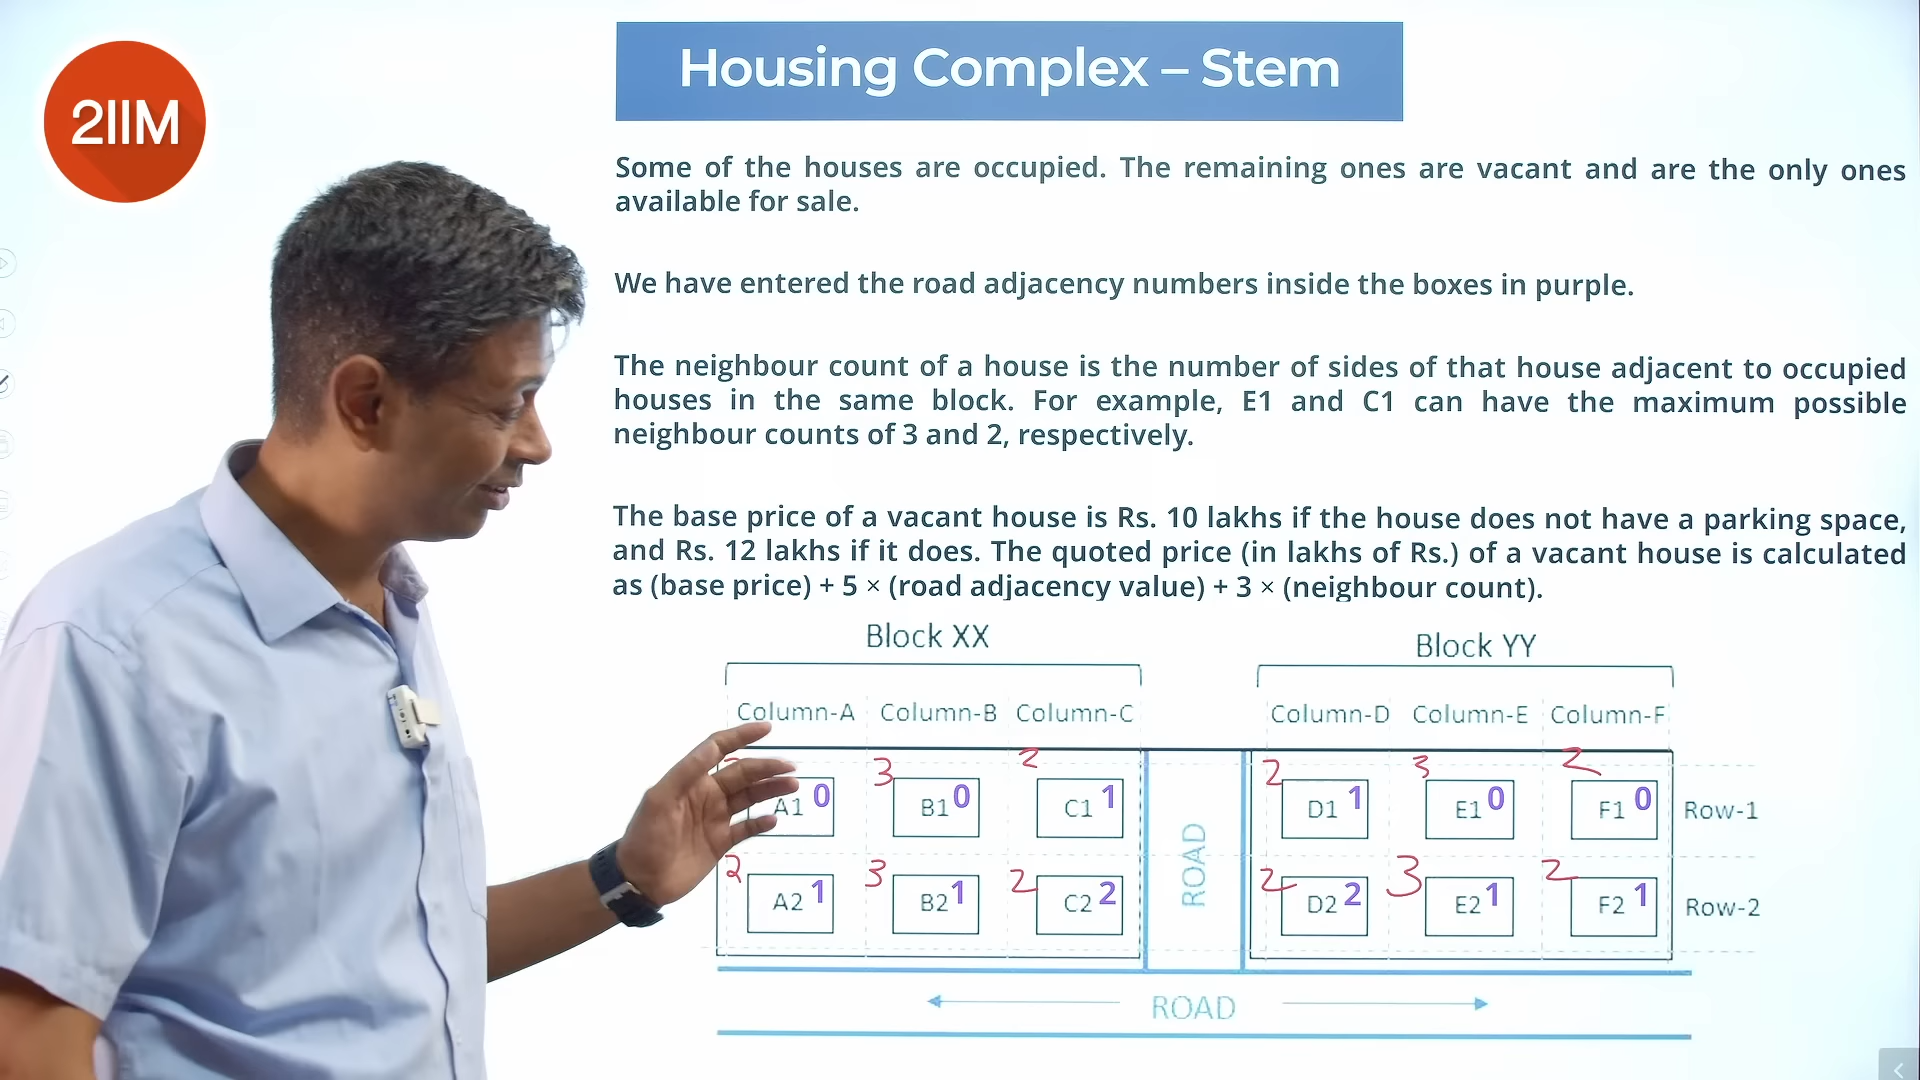 2IIM
Housing Complex – Stem
Some of the houses are occupied. The remaining ones are vacant and are the only ones
available for sale.
We have entered the road adjacency numbers inside the boxes in purple.
The neighbour count of a house is the number of sides of that house adjacent to occupied
houses in the same block. For example, E1 and C1 can have the maximum possible
neighbour counts of 3 and 2, respectively.
The base price of a vacant house is Rs. 10 lakhs if the house does not have a parking space,
and Rs. 12 lakhs if it does. The quoted price (in lakhs of Rs.) of a vacant house is calculated
as (base price) + 5 × (road adjacency value) + 3 × (neighbour count).
Block XX Block YY
Column-A Column-B Column-C Column-D Column-E Column-F
3 2 2 3 2
A1 0 B1 0 C1 1 D1 1 E1 0 F1 0 Row-1
2 3 2 2 3 2
A2 1 B2 1 C2 2 D2 2 E2 1 F2 1 Row-2
ROAD
ROAD